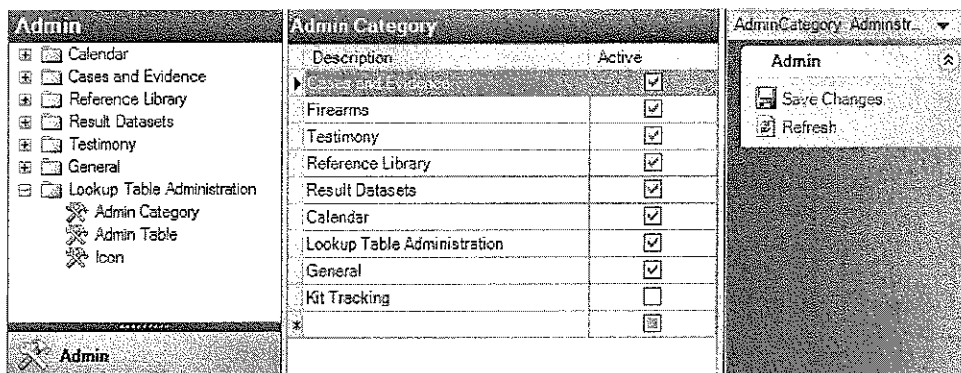 Admin
Calendar
Cases and Evidence
Reference Library
Result Datasets
Testimony
General
Lookup Table Administration
Admin Category
Admin Table
Icon
Admin
Admin Category
Description Active
Cases and Evidence
Firearms
Testimony
Reference Library
Result Datasets
Calendar
Lookup Table Administration
General
Kit Tracking
AdminCategory Adminstr...
Admin
Save Changes
Refresh